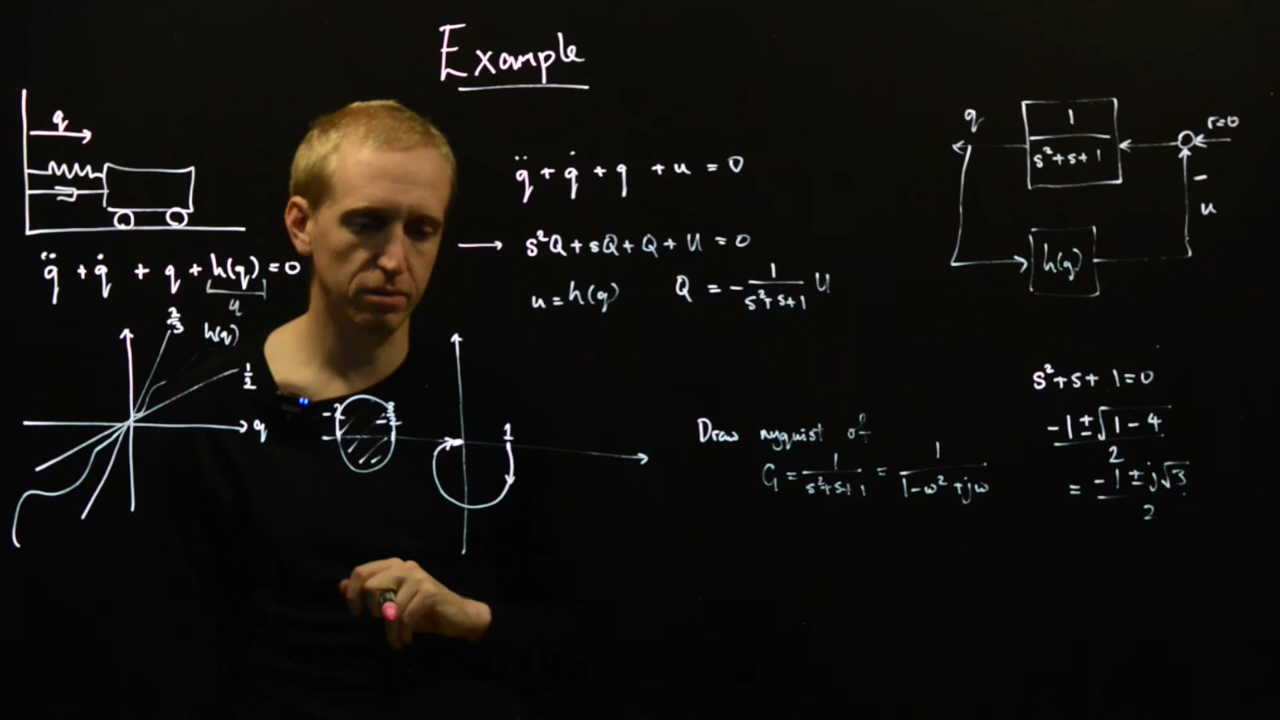 Example
q
q̈ + q̇ + q + h(q) = 0
u
2/3
h(q)
1/2
q
-2
-3/2
1
q̈ + q̇ + q + u = 0
→ s²Q + sQ + Q + U = 0
u = h(q) Q = - 1/(s²+s+1) U
Draw nyquist of
G = 1/(s²+s+1) = 1/(1-ω²+jω)
q
1/(s²+s+1)
r=0
-
u
h(q)
s²+s+1=0
(-1±√(1-4))/2
= (-1±j√3)/2